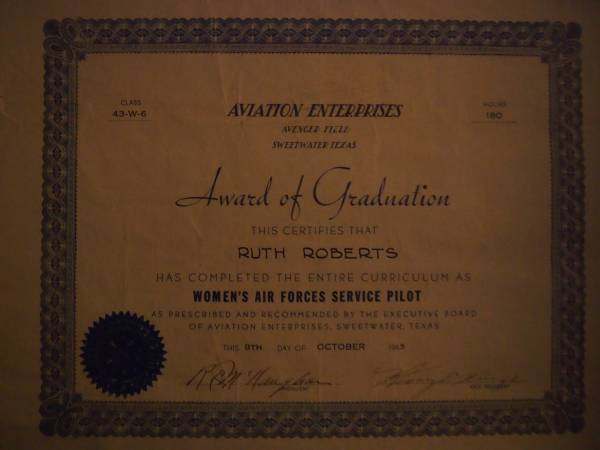 CLASS
43-W-6
HOURS
180
AVIATION ENTERPRISES
AVENGER FIELD
SWEETWATER TEXAS
Award of Graduation
THIS CERTIFIES THAT
RUTH ROBERTS
HAS COMPLETED THE ENTIRE CURRICULUM AS
WOMEN'S AIR FORCES SERVICE PILOT
AS PRESCRIBED AND RECOMMENDED BY THE EXECUTIVE BOARD
OF AVIATION ENTERPRISES, SWEETWATER, TEXAS
THIS 9TH DAY OF OCTOBER 1943